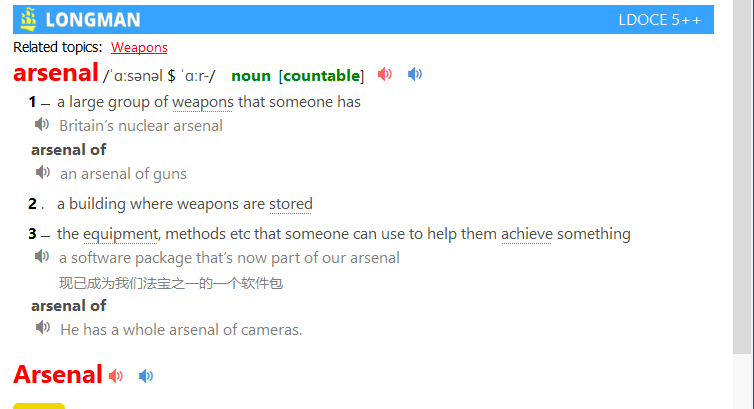 LONGMAN LDOCE 5++
Related topics: Weapons
arsenal /ˈɑːsənəl $ ˈɑːr-/ noun [countable]
1 – a large group of weapons that someone has
Britain’s nuclear arsenal
arsenal of
an arsenal of guns
2 . a building where weapons are stored
3 – the equipment, methods etc that someone can use to help them achieve something
a software package that’s now part of our arsenal
现已成为我们法宝之一的一个软件包
arsenal of
He has a whole arsenal of cameras.
Arsenal